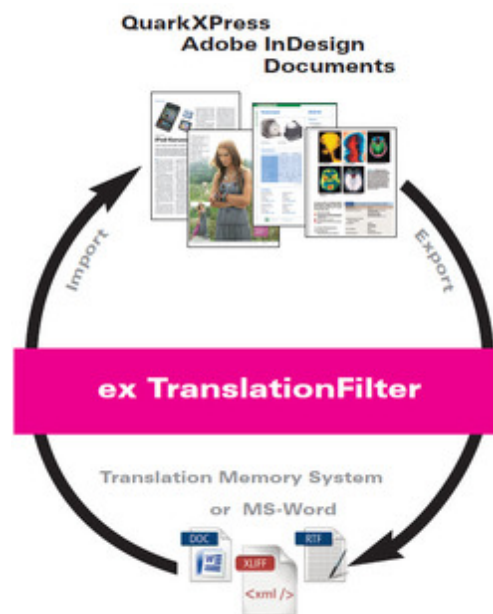 QuarkXPress
Adobe InDesign
Documents
Import
Export
ex TranslationFilter
Translation Memory System
or MS-Word
DOC
W
XLIFF
<xml />
RTF